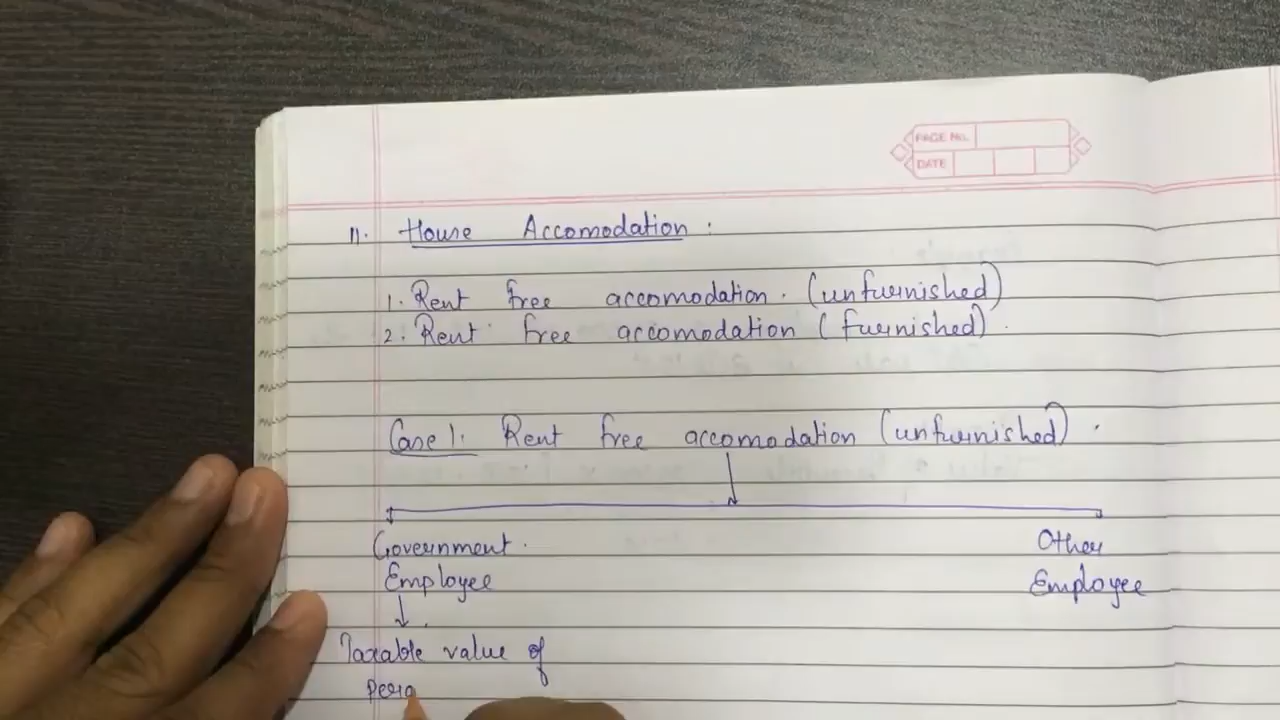 PAGE No.
DATE
11. House Accomodation :
1. Rent free accomodation. (unfurnished)
2. Rent free accomodation (furnished).
Case 1: Rent free accomodation (unfurnished).
Government.
Employee
Other
Employee
Taxable value of